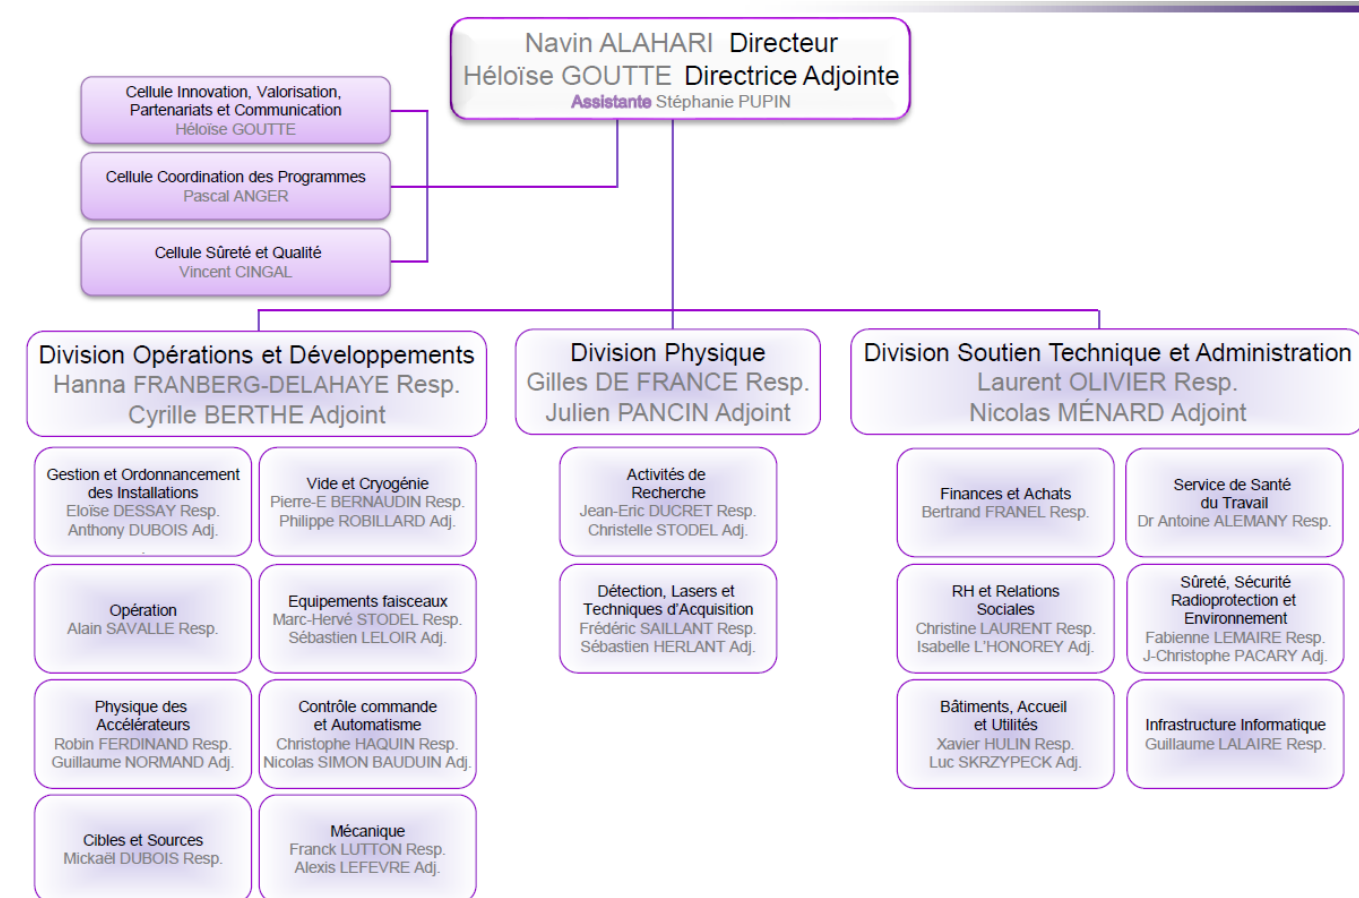 Navin ALAHARI Directeur
Héloïse GOUTTE Directrice Adjointe
Assistante Stéphanie PUPIN
Cellule Innovation, Valorisation,
Partenariats et Communication
Héloïse GOUTTE
Cellule Coordination des Programmes
Pascal ANGER
Cellule Sûreté et Qualité
Vincent CINGAL
Division Opérations et Développements
Hanna FRANBERG-DELAHAYE Resp.
Cyrille BERTHE Adjoint
Gestion et Ordonnancement
des Installations
Eloïse DESSAY Resp.
Anthony DUBOIS Adj.
.
Vide et Cryogénie
Pierre-E BERNAUDIN Resp.
Philippe ROBILLARD Adj.
Opération
Alain SAVALLE Resp.
Equipements faisceaux
Marc-Hervé STODEL Resp.
Sébastien LELOIR Adj.
Physique des
Accélérateurs
Robin FERDINAND Resp.
Guillaume NORMAND Adj.
Contrôle commande
et Automatisme
Christophe HAQUIN Resp.
Nicolas SIMON BAUDUIN Adj.
Cibles et Sources
Mickaël DUBOIS Resp.
Mécanique
Franck LUTTON Resp.
Alexis LEFEVRE Adj.
Division Physique
Gilles DE FRANCE Resp.
Julien PANCIN Adjoint
Activités de
Recherche
Jean-Eric DUCRET Resp.
Christelle STODEL Adj.
Détection, Lasers et
Techniques d'Acquisition
Frédéric SAILLANT Resp.
Sébastien HERLANT Adj.
Division Soutien Technique et Administration
Laurent OLIVIER Resp.
Nicolas MÉNARD Adjoint
Finances et Achats
Bertrand FRANEL Resp.
Service de Santé
du Travail
Dr Antoine ALEMANY Resp.
RH et Relations
Sociales
Christine LAURENT Resp.
Isabelle L'HONOREY Adj.
Sûreté, Sécurité
Radioprotection et
Environnement
Fabienne LEMAIRE Resp.
J-Christophe PACARY Adj.
Bâtiments, Accueil
et Utilités
Xavier HULIN Resp.
Luc SKRZYPECK Adj.
Infrastructure Informatique
Guillaume LALAIRE Resp.